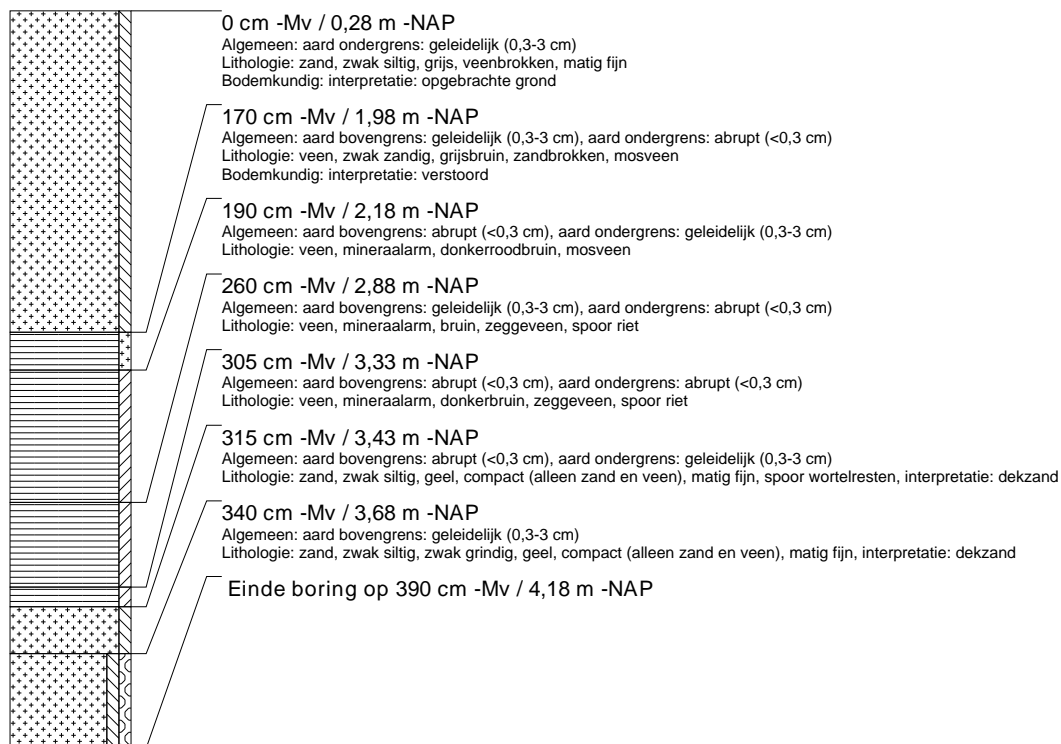 0 cm -Mv / 0,28 m -NAP
Algemeen: aard ondergrens: geleidelijk (0,3-3 cm)
Lithologie: zand, zwak siltig, grijs, veenbrokken, matig fijn
Bodemkundig: interpretatie: opgebrachte grond
170 cm -Mv / 1,98 m -NAP
Algemeen: aard bovengrens: geleidelijk (0,3-3 cm), aard ondergrens: abrupt (<0,3 cm)
Lithologie: veen, zwak zandig, grijsbruin, zandbrokken, mosveen
Bodemkundig: interpretatie: verstoord
190 cm -Mv / 2,18 m -NAP
Algemeen: aard bovengrens: abrupt (<0,3 cm), aard ondergrens: geleidelijk (0,3-3 cm)
Lithologie: veen, mineraalarm, donkerroodbruin, mosveen
260 cm -Mv / 2,88 m -NAP
Algemeen: aard bovengrens: geleidelijk (0,3-3 cm), aard ondergrens: abrupt (<0,3 cm)
Lithologie: veen, mineraalarm, bruin, zeggeveen, spoor riet
305 cm -Mv / 3,33 m -NAP
Algemeen: aard bovengrens: abrupt (<0,3 cm), aard ondergrens: abrupt (<0,3 cm)
Lithologie: veen, mineraalarm, donkerbruin, zeggeveen, spoor riet
315 cm -Mv / 3,43 m -NAP
Algemeen: aard bovengrens: abrupt (<0,3 cm), aard ondergrens: geleidelijk (0,3-3 cm)
Lithologie: zand, zwak siltig, geel, compact (alleen zand en veen), matig fijn, spoor wortelresten, interpretatie: dekzand
340 cm -Mv / 3,68 m -NAP
Algemeen: aard bovengrens: geleidelijk (0,3-3 cm)
Lithologie: zand, zwak siltig, zwak grindig, geel, compact (alleen zand en veen), matig fijn, interpretatie: dekzand
Einde boring op 390 cm -Mv / 4,18 m -NAP